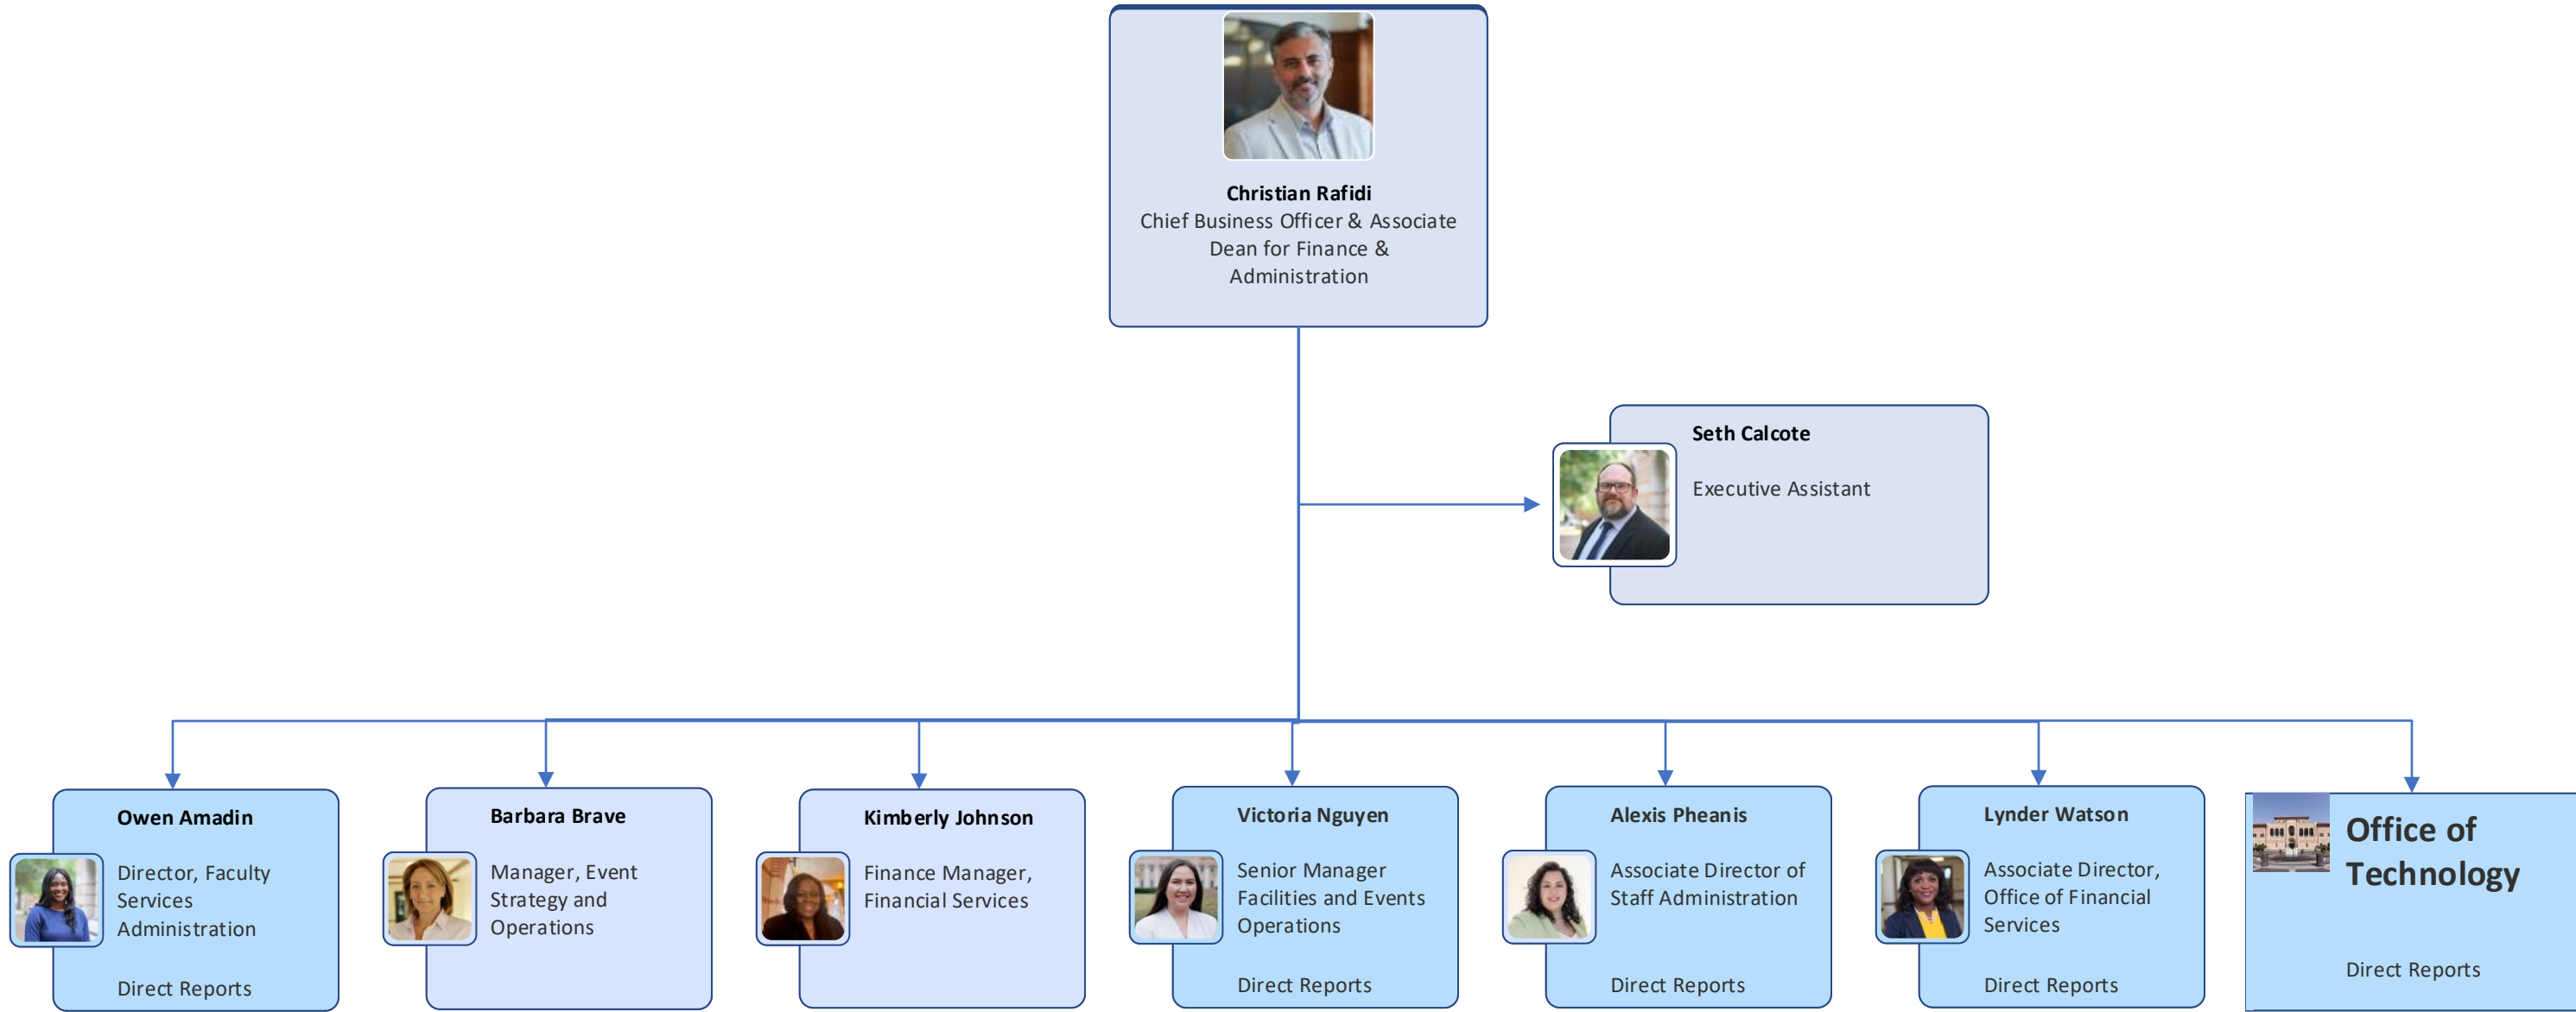 Christian Rafidi
Chief Business Officer & Associate
Dean for Finance &
Administration
Seth Calcote
Executive Assistant
Owen Amadin
Director, Faculty
Services
Administration
Direct Reports
Barbara Brave
Manager, Event
Strategy and
Operations
Kimberly Johnson
Finance Manager,
Financial Services
Victoria Nguyen
Senior Manager
Facilities and Events
Operations
Direct Reports
Alexis Pheanis
Associate Director of
Staff Administration
Direct Reports
Lynder Watson
Associate Director,
Office of Financial
Services
Direct Reports
Office of
Technology
Direct Reports